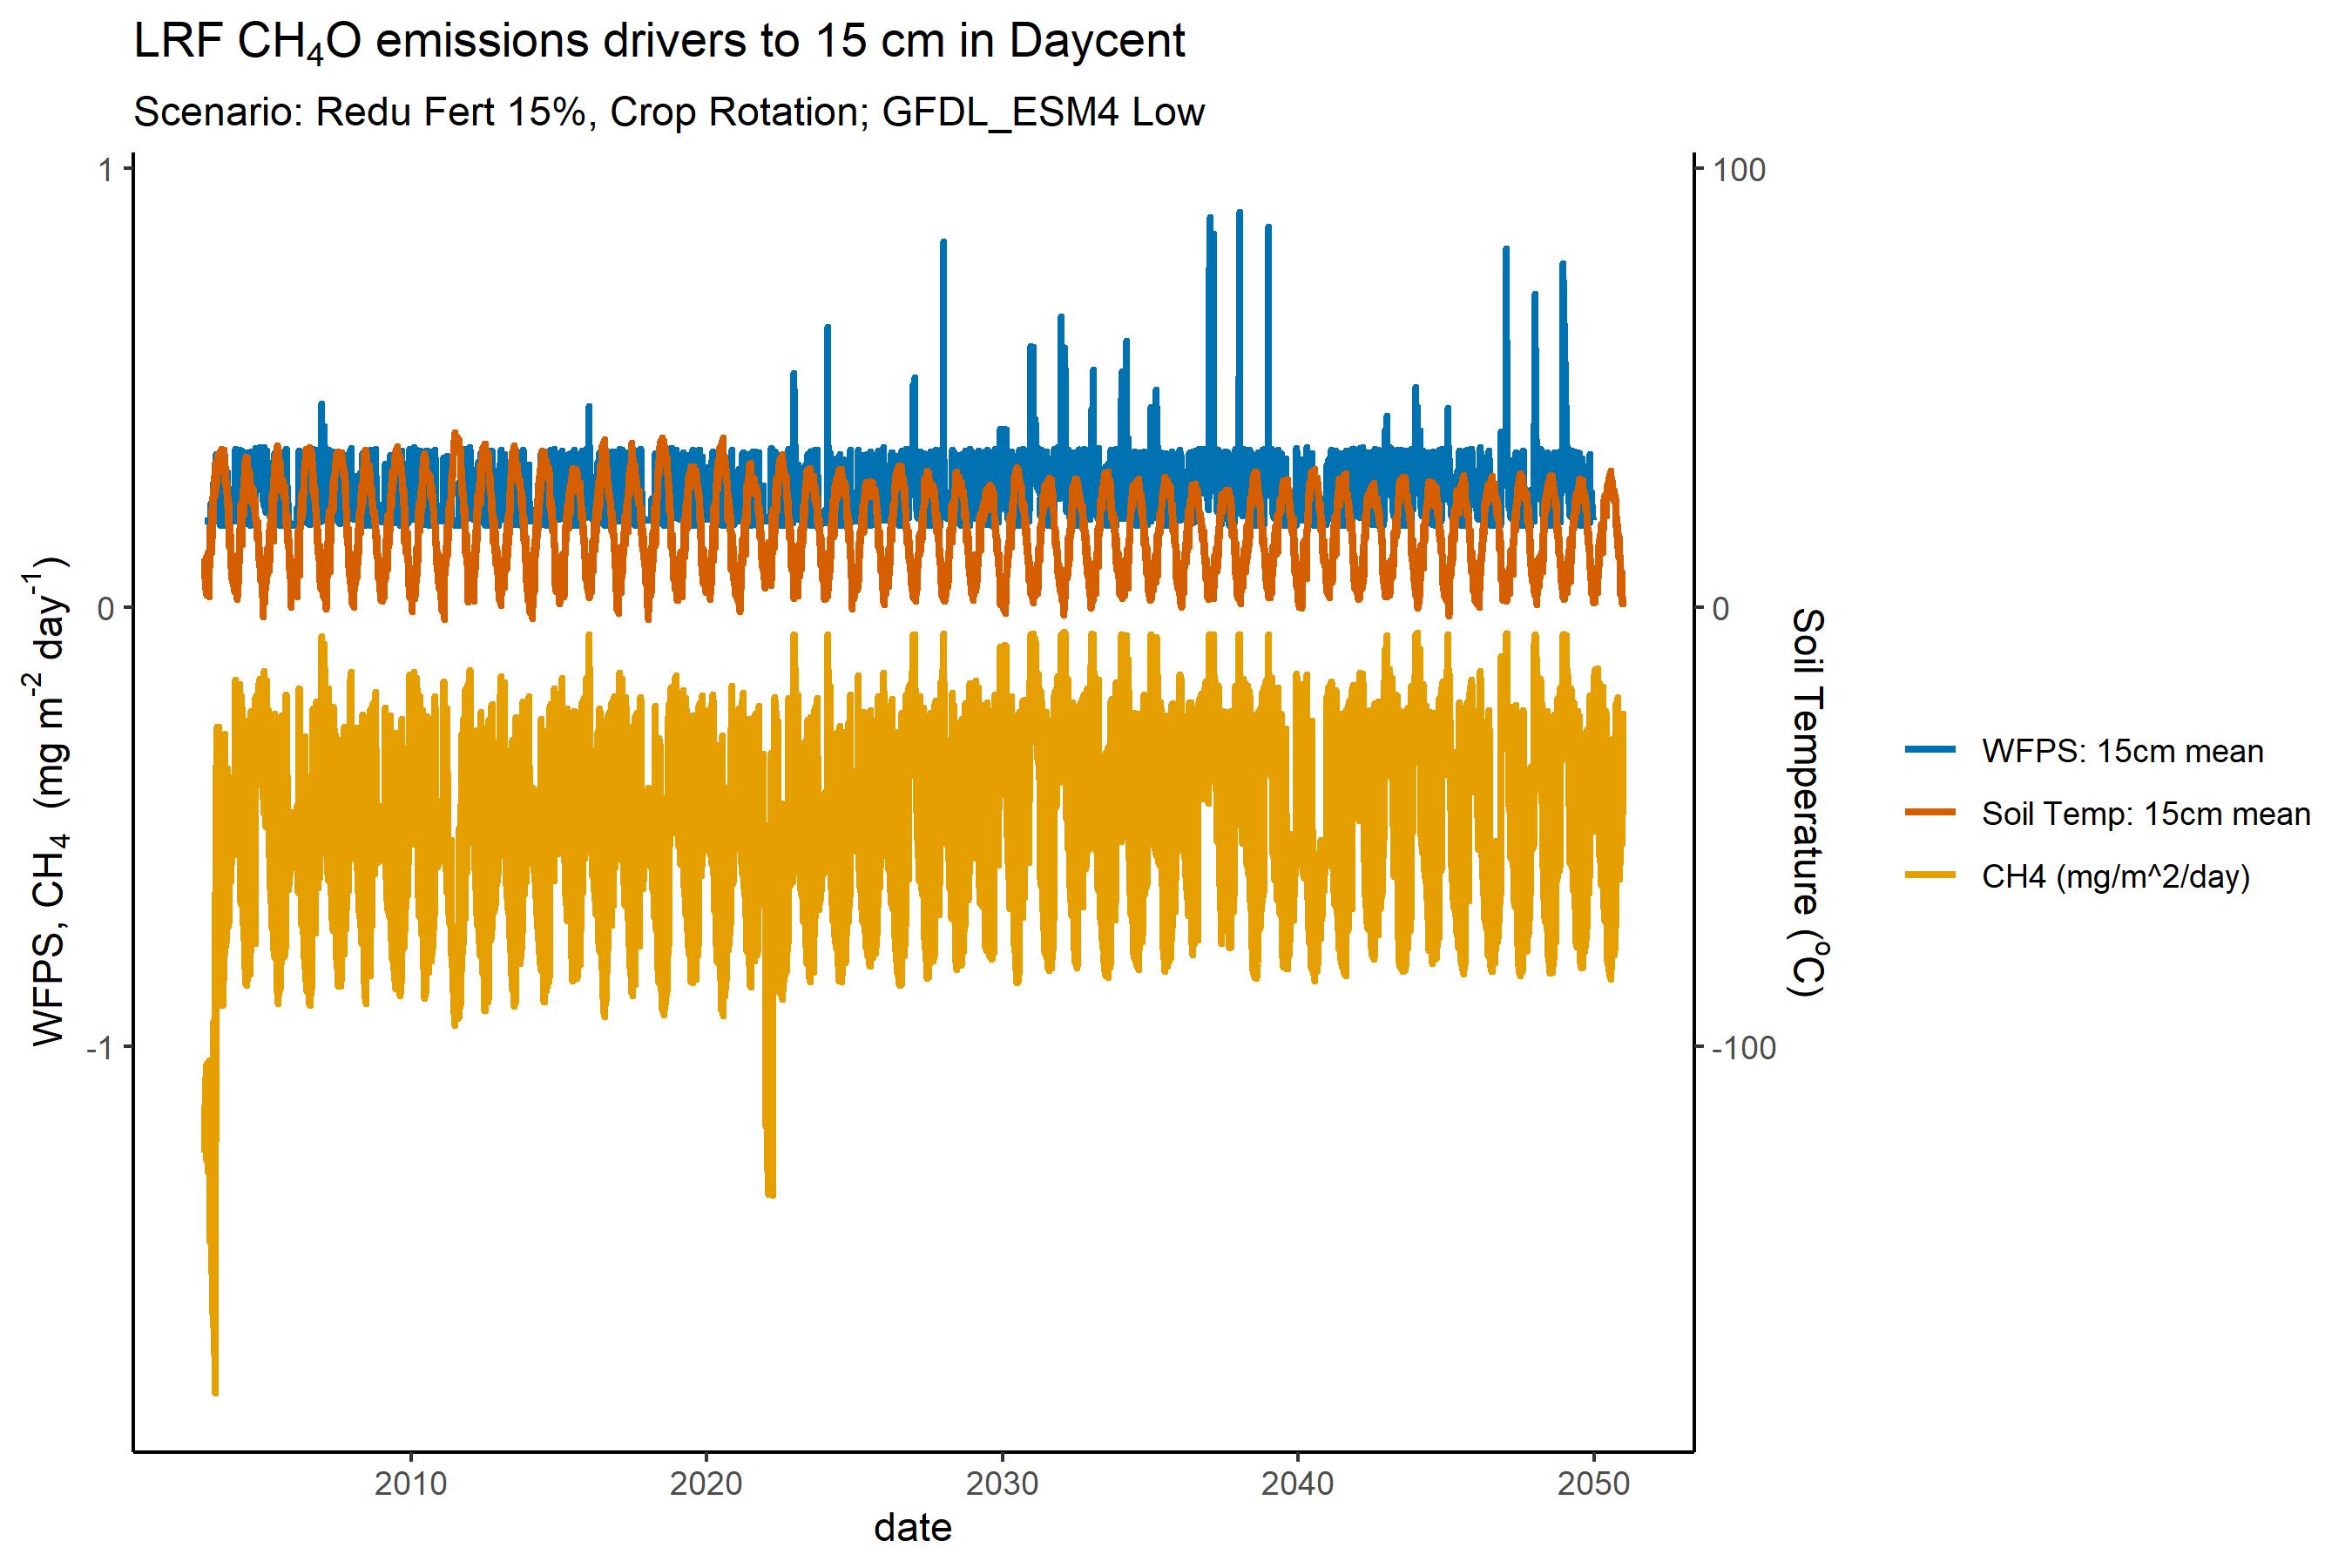 LRF CH₄O emissions drivers to 15 cm in Daycent
Scenario: Redu Fert 15%, Crop Rotation; GFDL_ESM4 Low
WFPS, CH₄ (mg m⁻² day⁻¹)
1
0
-1
100
0
-100
Soil Temperature (°C)
WFPS: 15cm mean
Soil Temp: 15cm mean
CH4 (mg/m^2/day)
2010 2020 2030 2040 2050
date